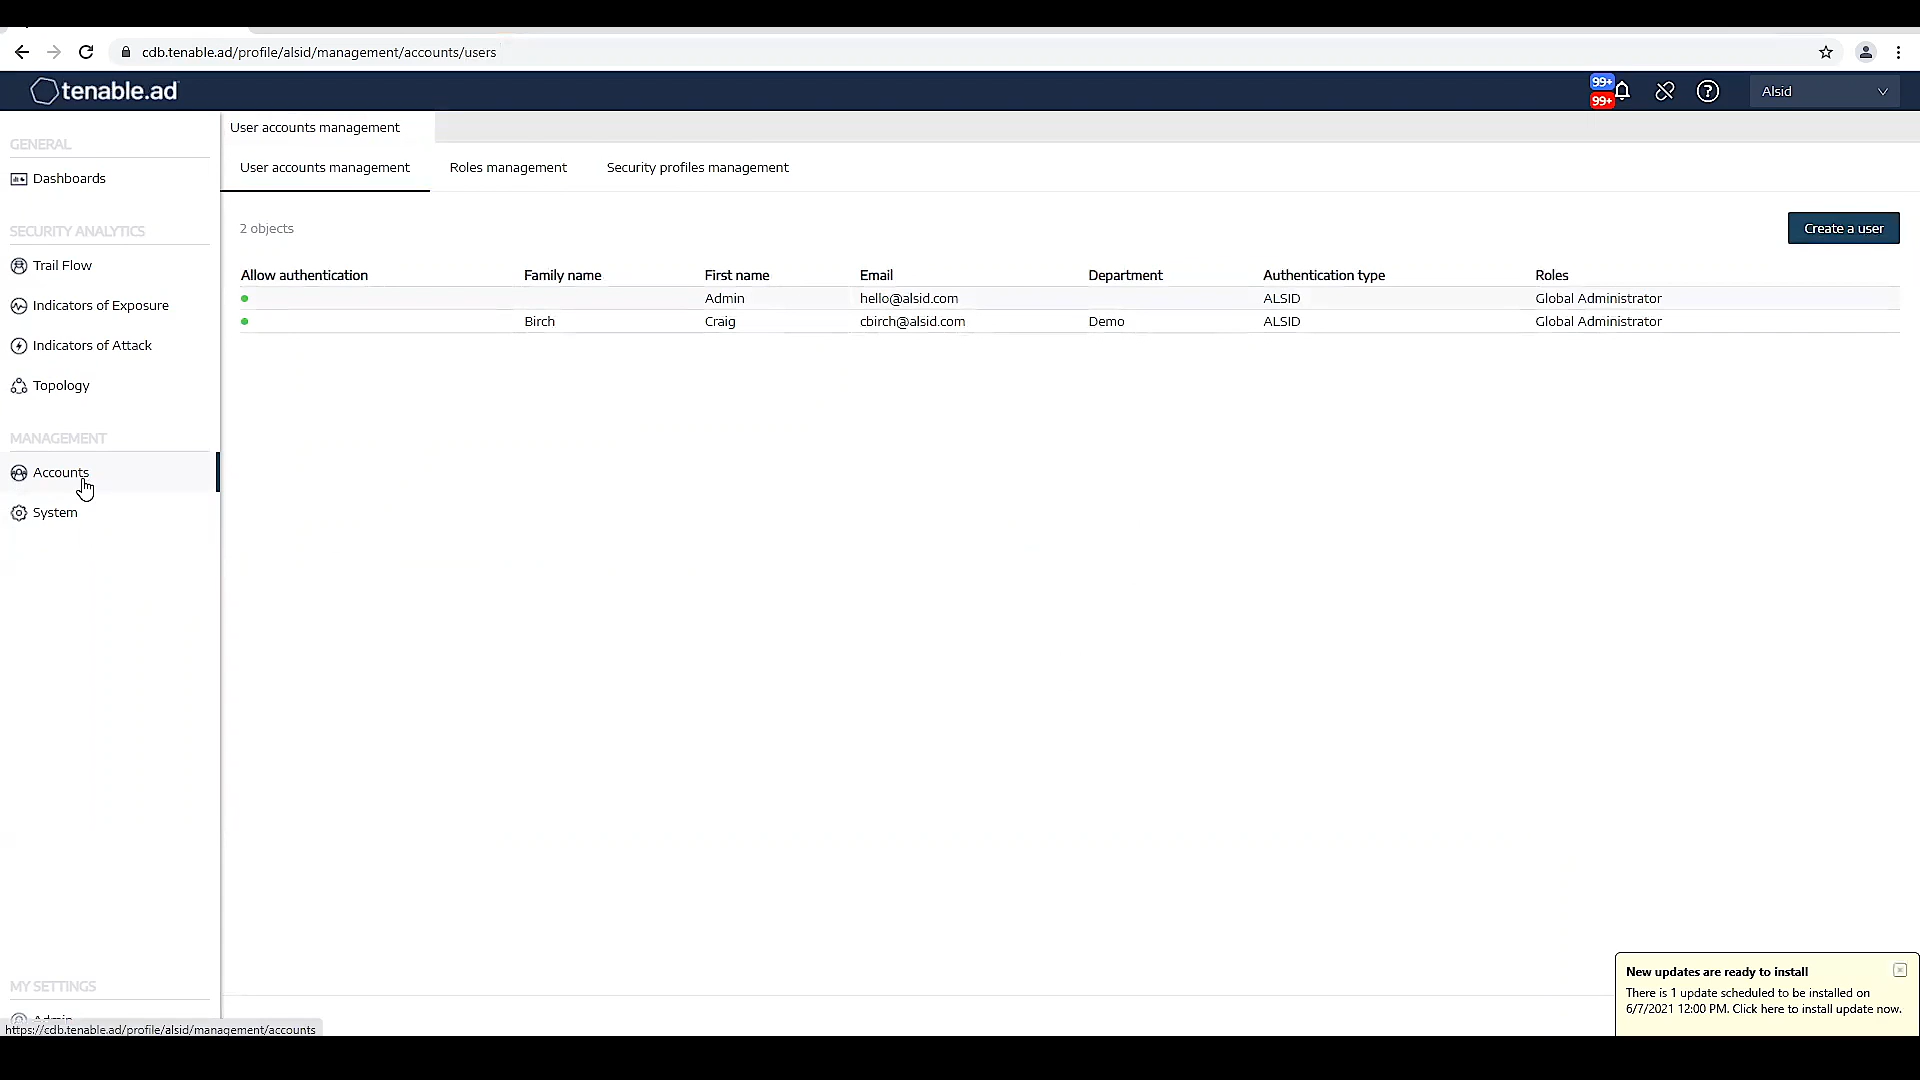 cdb.tenable.ad/profile/alsid/management/accounts/users
tenable.ad
99+
99+
Alsid
GENERAL
Dashboards
SECURITY ANALYTICS
Trail Flow
Indicators of Exposure
Indicators of Attack
Topology
MANAGEMENT
Accounts
System
MY SETTINGS
Admin
https://cdb.tenable.ad/profile/alsid/management/accounts
User accounts management
User accounts management Roles management Security profiles management
2 objects
Create a user
Allow authentication Family name First name Email Department Authentication type Roles
Admin hello@alsid.com ALSID Global Administrator
Birch Craig cbirch@alsid.com Demo ALSID Global Administrator
New updates are ready to install
There is 1 update scheduled to be installed on
6/7/2021 12:00 PM. Click here to install update now.